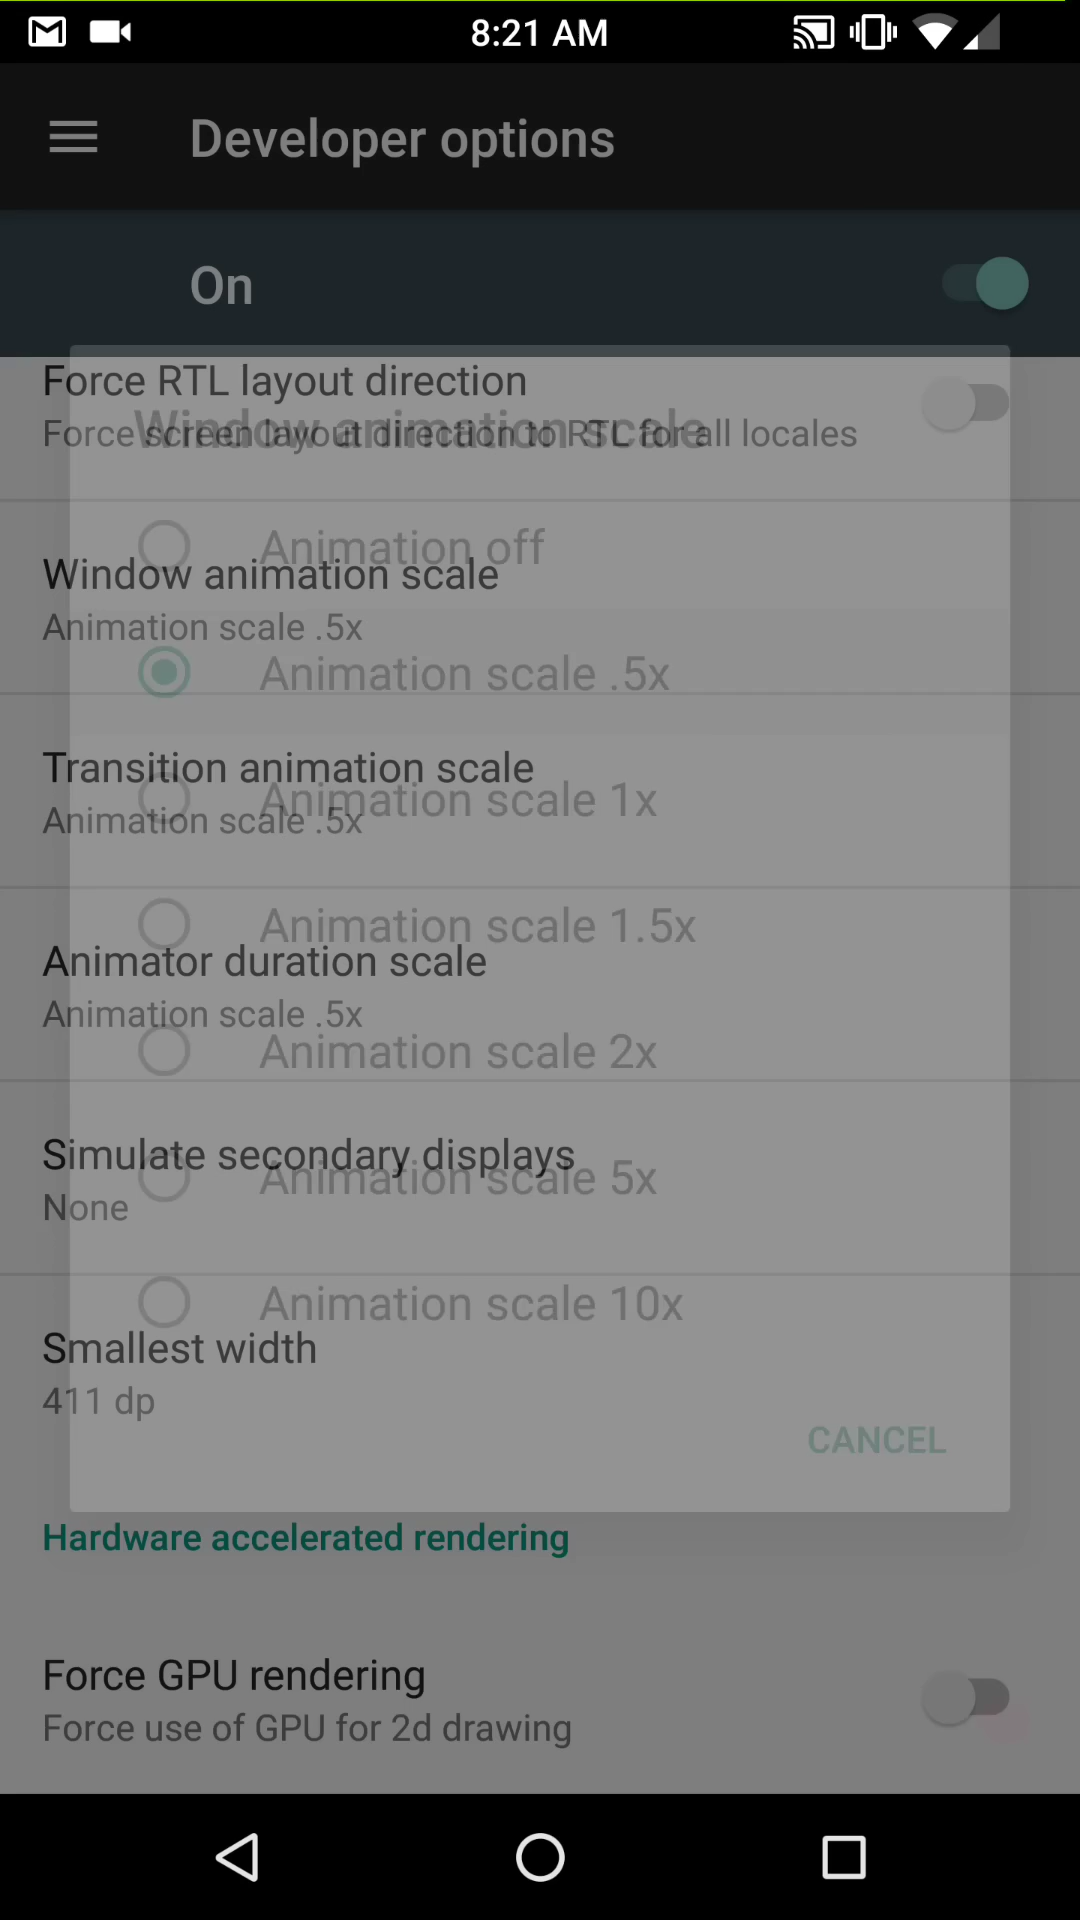 8:21 AM
Developer options
On
Force RTL layout direction
Force screen layout direction to RTL for all locales
Window animation scale
Animation off
Window animation scale
Animation scale .5x
Animation scale .5x
Transition animation scale
Animation scale 1x
Animation scale .5x
Animation scale 1.5x
Animator duration scale
Animation scale .5x
Animation scale 2x
Simulate secondary displays
Animation scale 5x
None
Animation scale 10x
Smallest width
411 dp
CANCEL
Hardware accelerated rendering
Force GPU rendering
Force use of GPU for 2d drawing